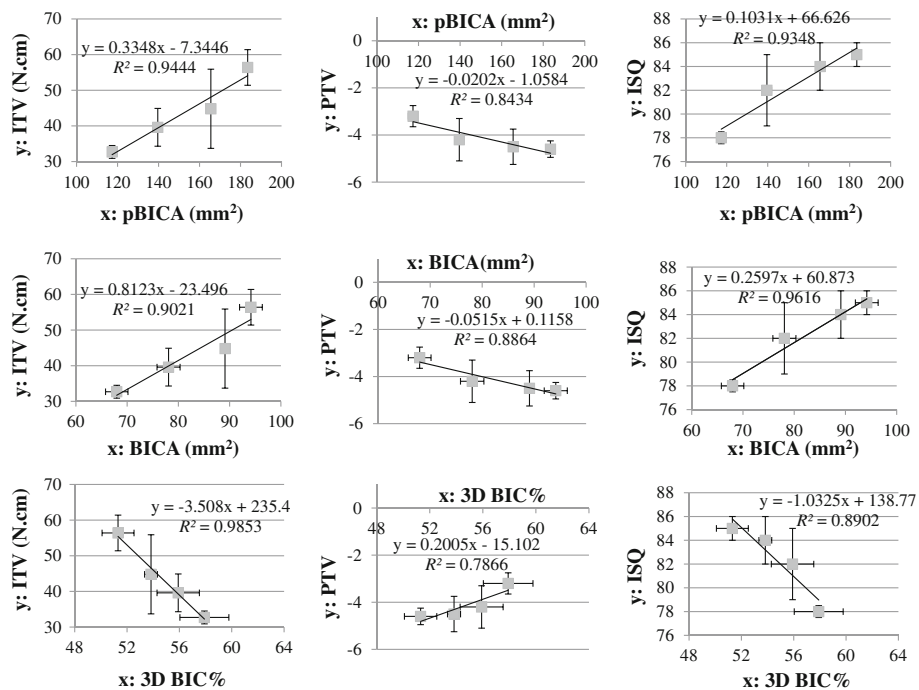 70
60
50
40
30
y: ITV (N.cm)
y = 0.3348x - 7.3446
R² = 0.9444
100 120 140 160 180 200
x: pBICA (mm²)
x: pBICA (mm²)
100 120 140 160 180 200
0
-2
-4
-6
y: PTV
y = -0.0202x - 1.0584
R² = 0.8434
88
86
84
82
80
78
76
y: ISQ
y = 0.1031x + 66.626
R² = 0.9348
100 120 140 160 180 200
x: pBICA (mm²)
70
60
50
40
30
y: ITV (N.cm)
y = 0.8123x - 23.496
R² = 0.9021
60 70 80 90 100
x: BICA (mm²)
x: BICA(mm²)
60 70 80 90 100
0
-2
-4
-6
y: PTV
y = -0.0515x + 0.1158
R² = 0.8864
88
86
84
82
80
78
76
y: ISQ
y = 0.2597x + 60.873
R² = 0.9616
60 70 80 90 100
x: BICA (mm²)
70
60
50
40
30
y: ITV (N.cm)
y = -3.508x + 235.4
R² = 0.9853
48 52 56 60 64
x: 3D BIC%
x: 3D BIC%
48 52 56 60 64
0
-2
-4
-6
y: PTV
y = 0.2005x - 15.102
R² = 0.7866
88
86
84
82
80
78
76
y: ISQ
y = -1.0325x + 138.77
R² = 0.8902
48 52 56 60 64
x: 3D BIC%